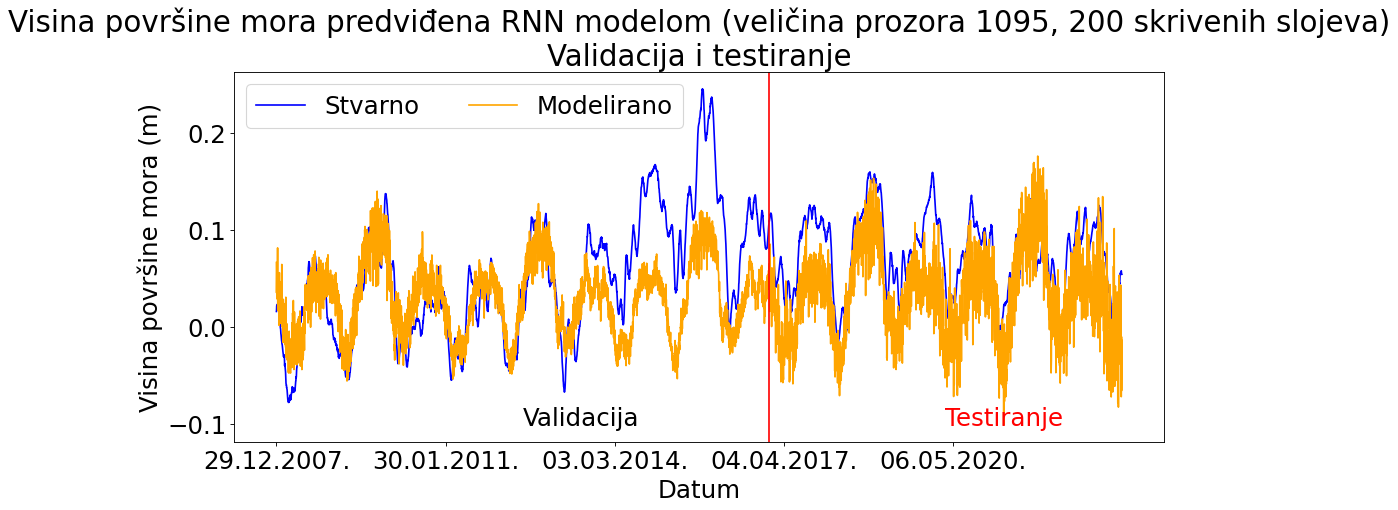 Visina površine mora predviđena RNN modelom (veličina prozora 1095, 200 skrivenih slojeva)
Validacija i testiranje
Stvarno
Modelirano
Visina površine mora (m)
0.2
0.1
0.0
−0.1
Validacija
Testiranje
29.12.2007.
30.01.2011.
03.03.2014.
04.04.2017.
06.05.2020.
Datum